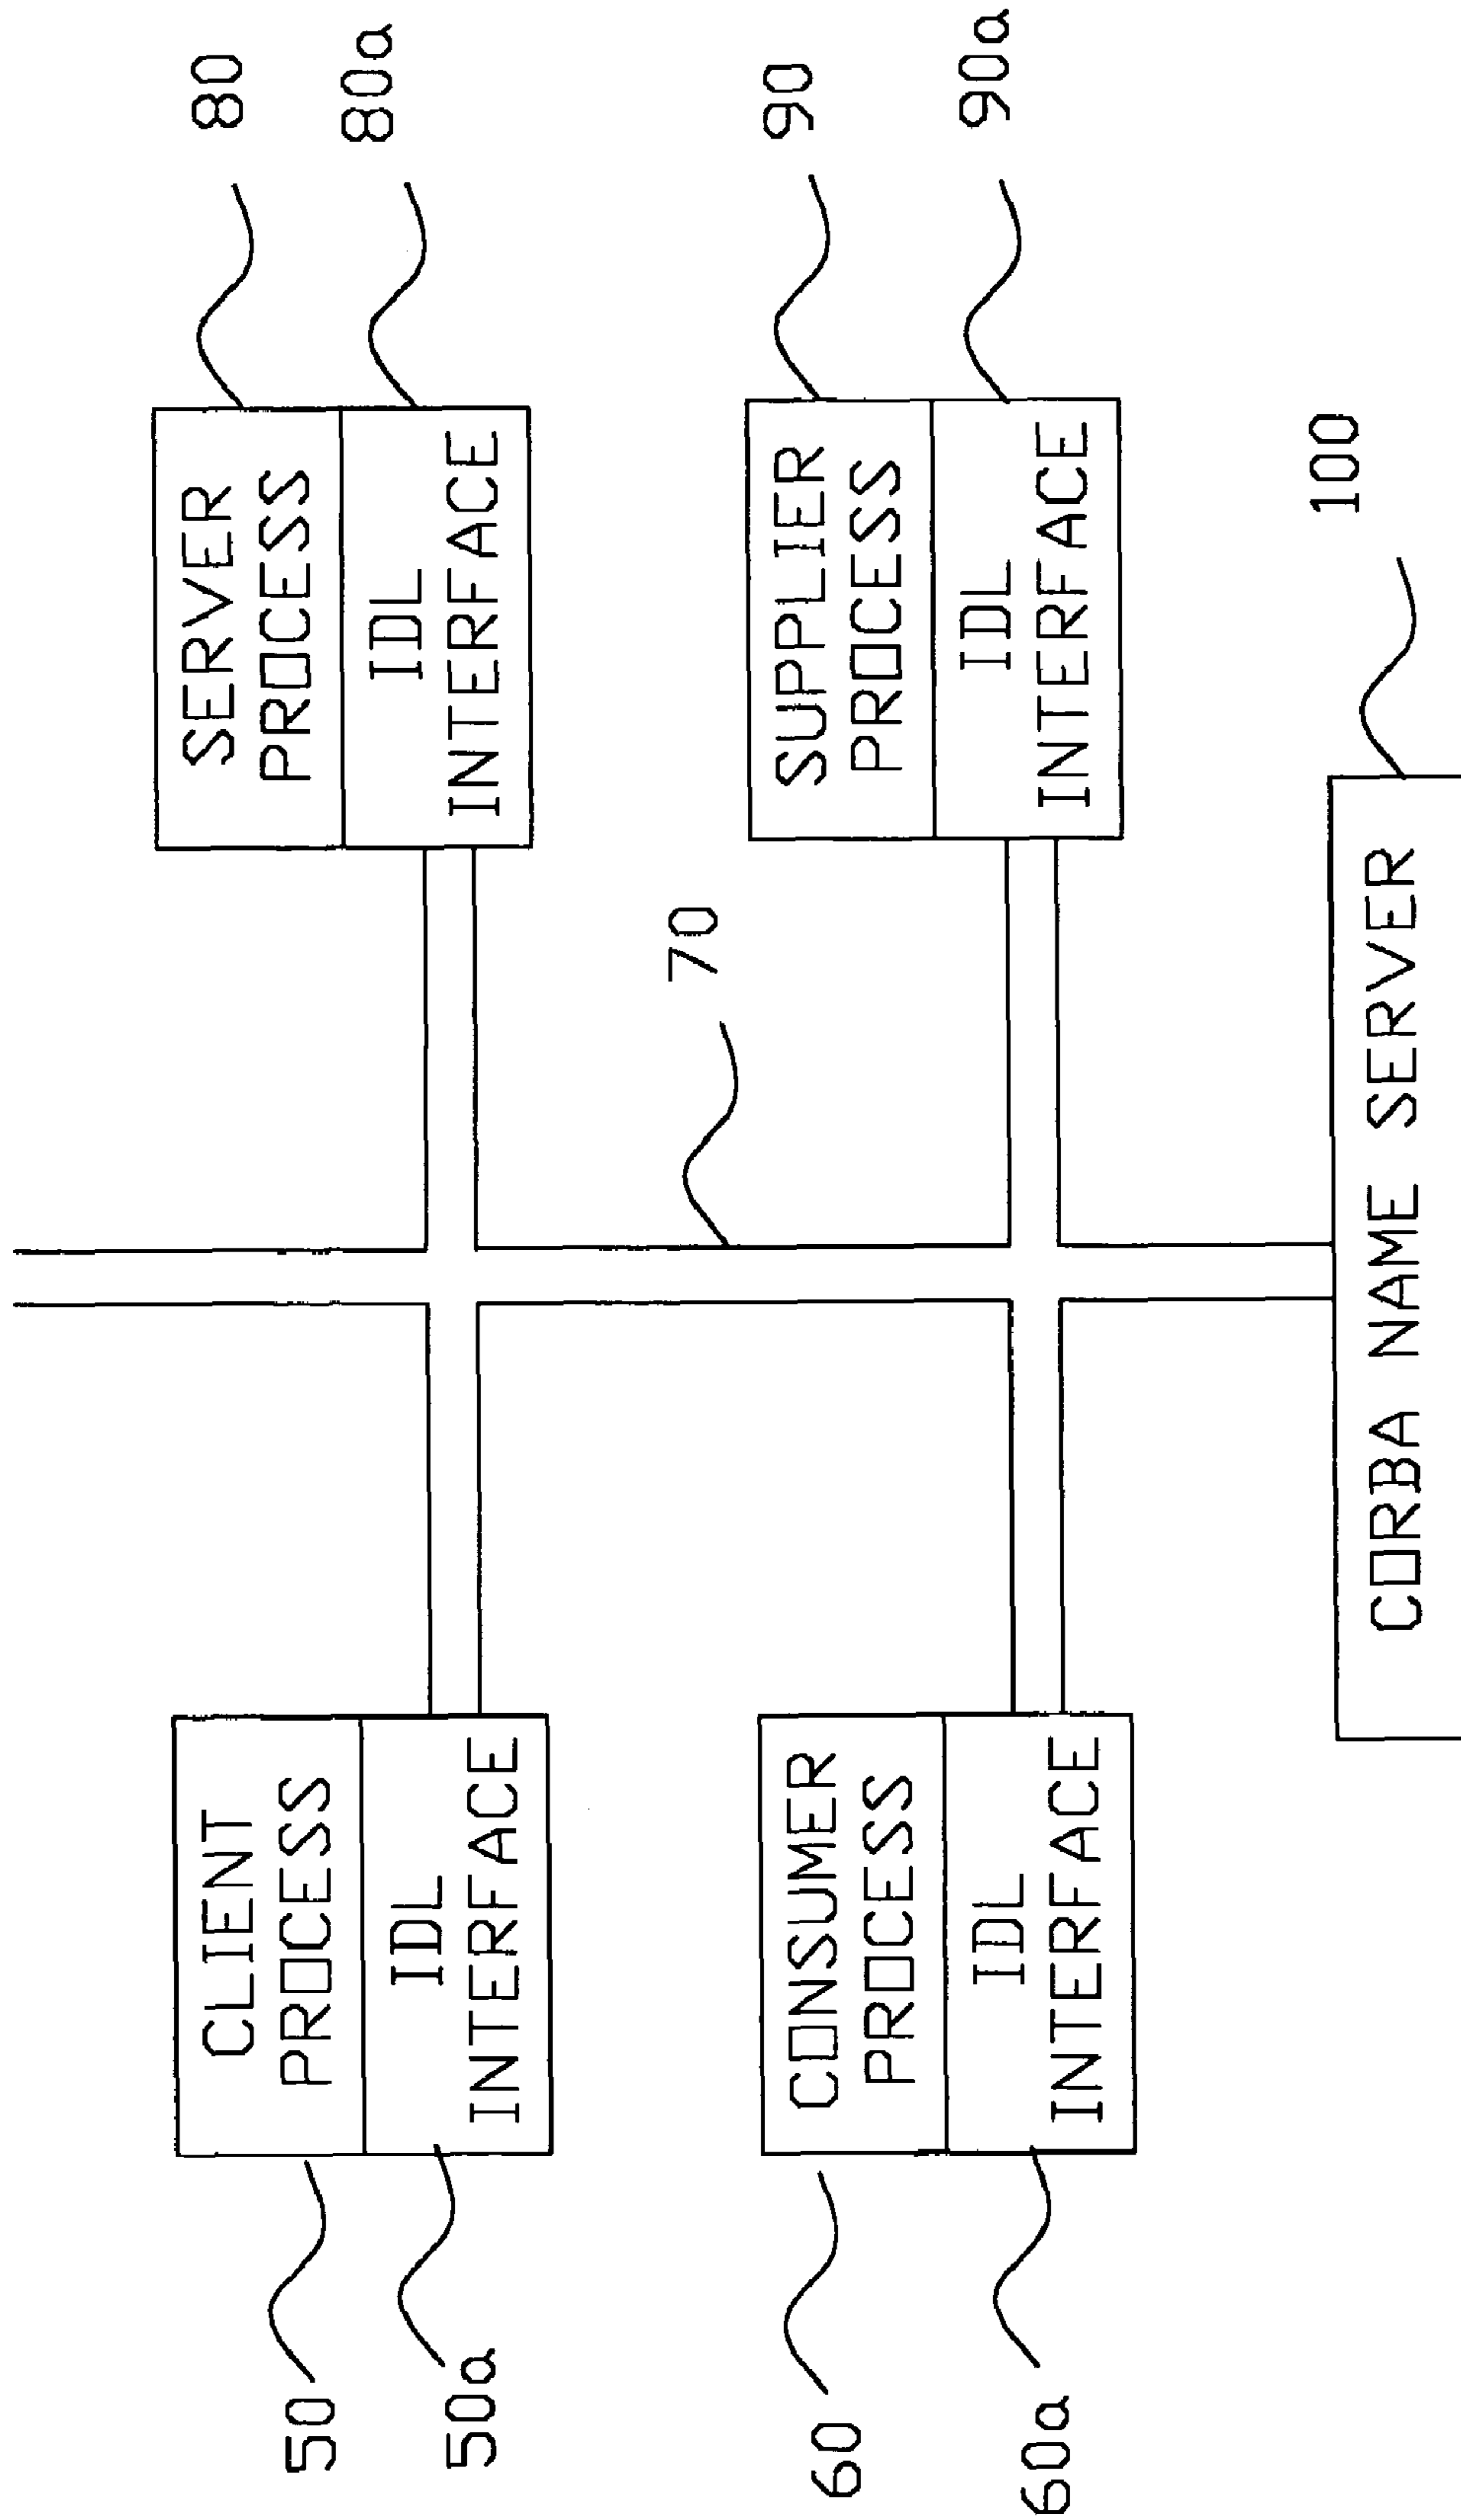 50
CLIENT
PROCESS
50a
IDL
INTERFACE
SERVER
PROCESS
80
IDL
INTERFACE
80a
70
60
CONSUMER
PROCESS
60a
IDL
INTERFACE
SUPPLIER
PROCESS
90
IDL
INTERFACE
90a
CORBA NAME SERVER
100